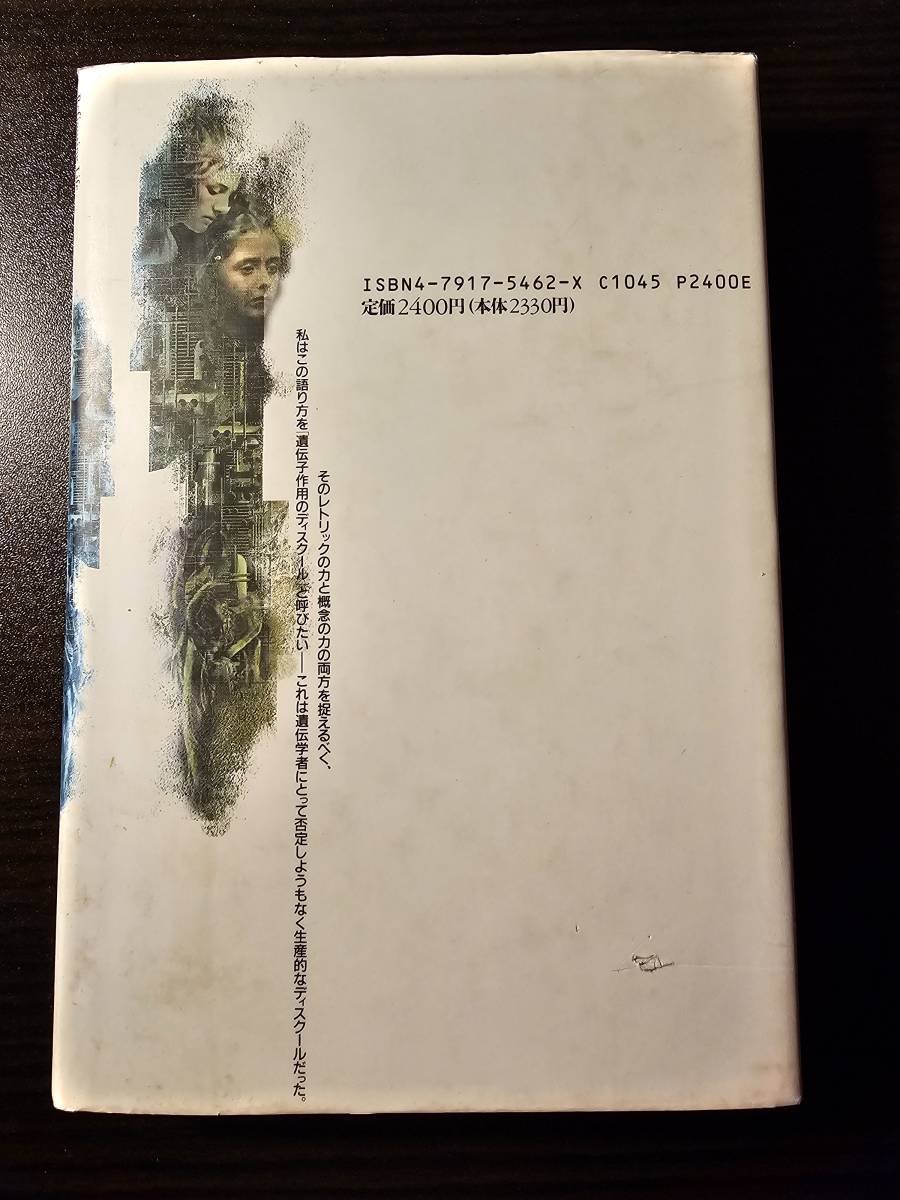 ISBN4-7917-5462-X C1045 P2400E
定価2400円(本体2330円)
そのレトリックの力と概念の力の両方を捉えるべく、
私はこの語り方を「遺伝子作用のディスクール」と呼びたい——これは遺伝学者にとって否定しようもなく生産的なディスクールだった。